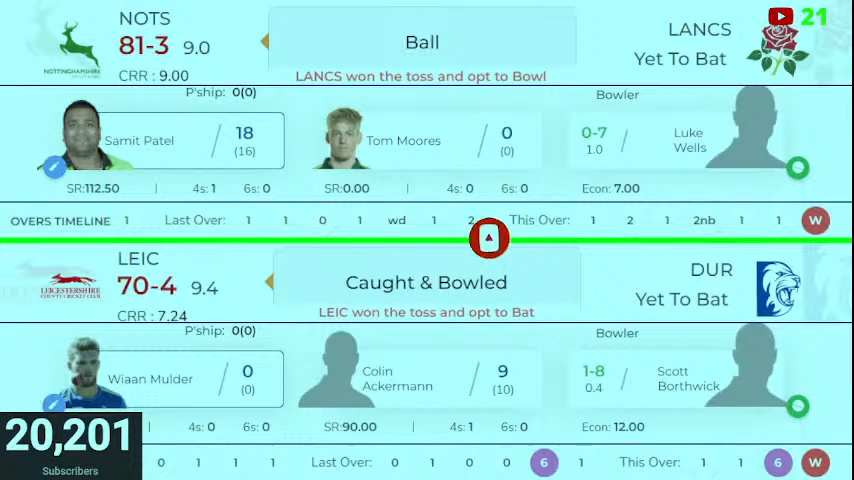 NOTS
81-3 9.0
CRR : 9.00
NOTTINGHAMSHIRE
Ball
LANCS won the toss and opt to Bowl
LANCS
Yet To Bat
21
P'ship: 0(0)
Bowler
Samit Patel / 18 (16)
Tom Moores / 0 (0)
0-7 1.0 / Luke Wells
SR:112.50 | 4s: 1 6s: 0
SR:0.00 4s: 0 6s: 0
Econ: 7.00
OVERS TIMELINE 1 Last Over: 1 1 0 1 wd 1 2 This Over: 1 2 1 2nb 1 1 W
LEIC
70-4 9.4
CRR : 7.24
LEICESTERSHIRE
COUNTY CRICKET CLUB
Caught & Bowled
LEIC won the toss and opt to Bat
DUR
Yet To Bat
P'ship: 0(0)
Bowler
Wiaan Mulder / 0 (0)
Colin Ackermann / 9 (10)
1-8 0.4 / Scott Borthwick
| 4s: 0 6s: 0
SR:90.00 | 4s: 1 6s: 0
Econ: 12.00
20,201
Subscribers
0 1 1 1 Last Over: 0 1 0 0 6 1 This Over: 1 1 6 W